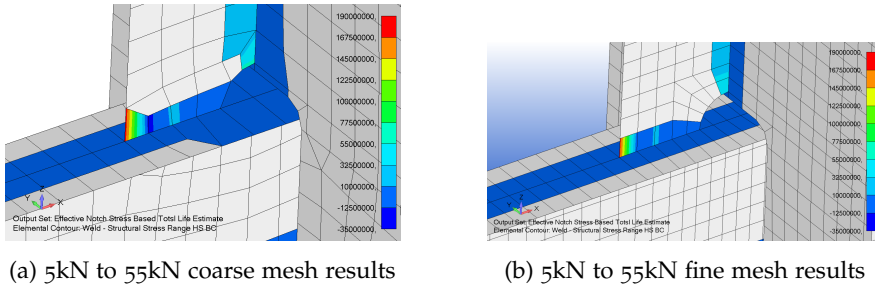 190000000,
167500000,
145000000,
122500000,
100000000,
77500000,
55000000,
32500000,
10000000,
-12500000,
-35000000,
Z
Y
X
Output Set: Effective Notch Stress Based Totsl Life Estimate
Elemental Contour: Weld - Structural Stress Range HS BC
(a) 5kN to 55kN coarse mesh results
190000000,
167500000,
145000000,
122500000,
100000000,
77500000,
55000000,
32500000,
10000000,
-12500000,
-35000000,
Z
Y
X
Output Set: Effective Notch Stress Based Totsl Life Estimate
Elemental Contour: Weld - Structural Stress Range HS BC
(b) 5kN to 55kN fine mesh results